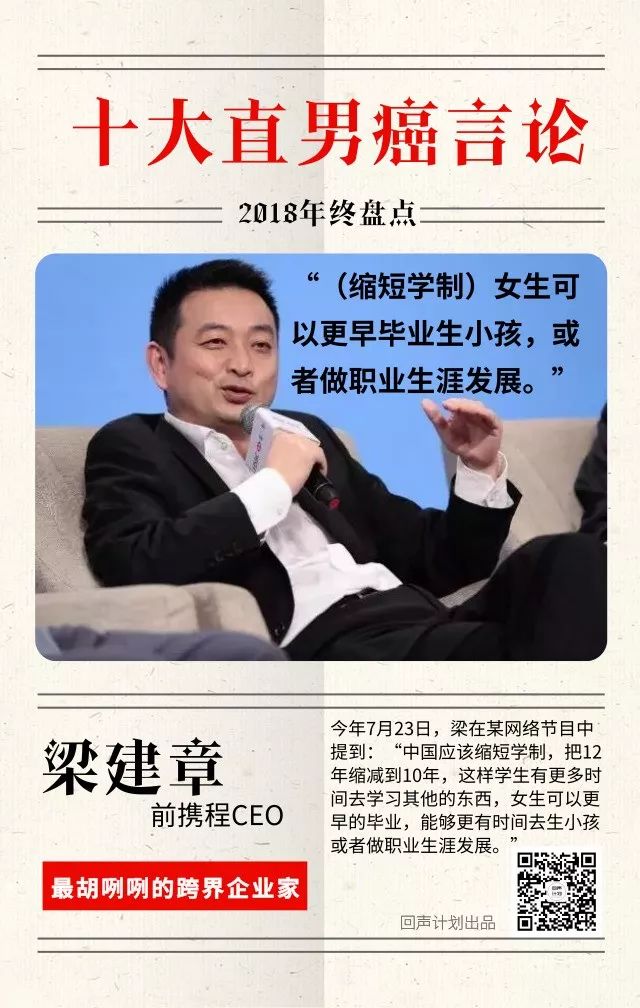 十大直男癌言论
2018年终盘点
“（缩短学制）女生可
以更早毕业生小孩，或
者做职业生涯发展。”
梁建章
前携程CEO
最胡咧咧的跨界企业家
今年7月23日，梁在某网络节目中
提到：“中国应该缩短学制，把12
年缩减到10年，这样学生有更多时
间去学习其他的东西，女生可以更
早的毕业，能够更有时间去生小孩
或者做职业生涯发展。”
回声计划出品